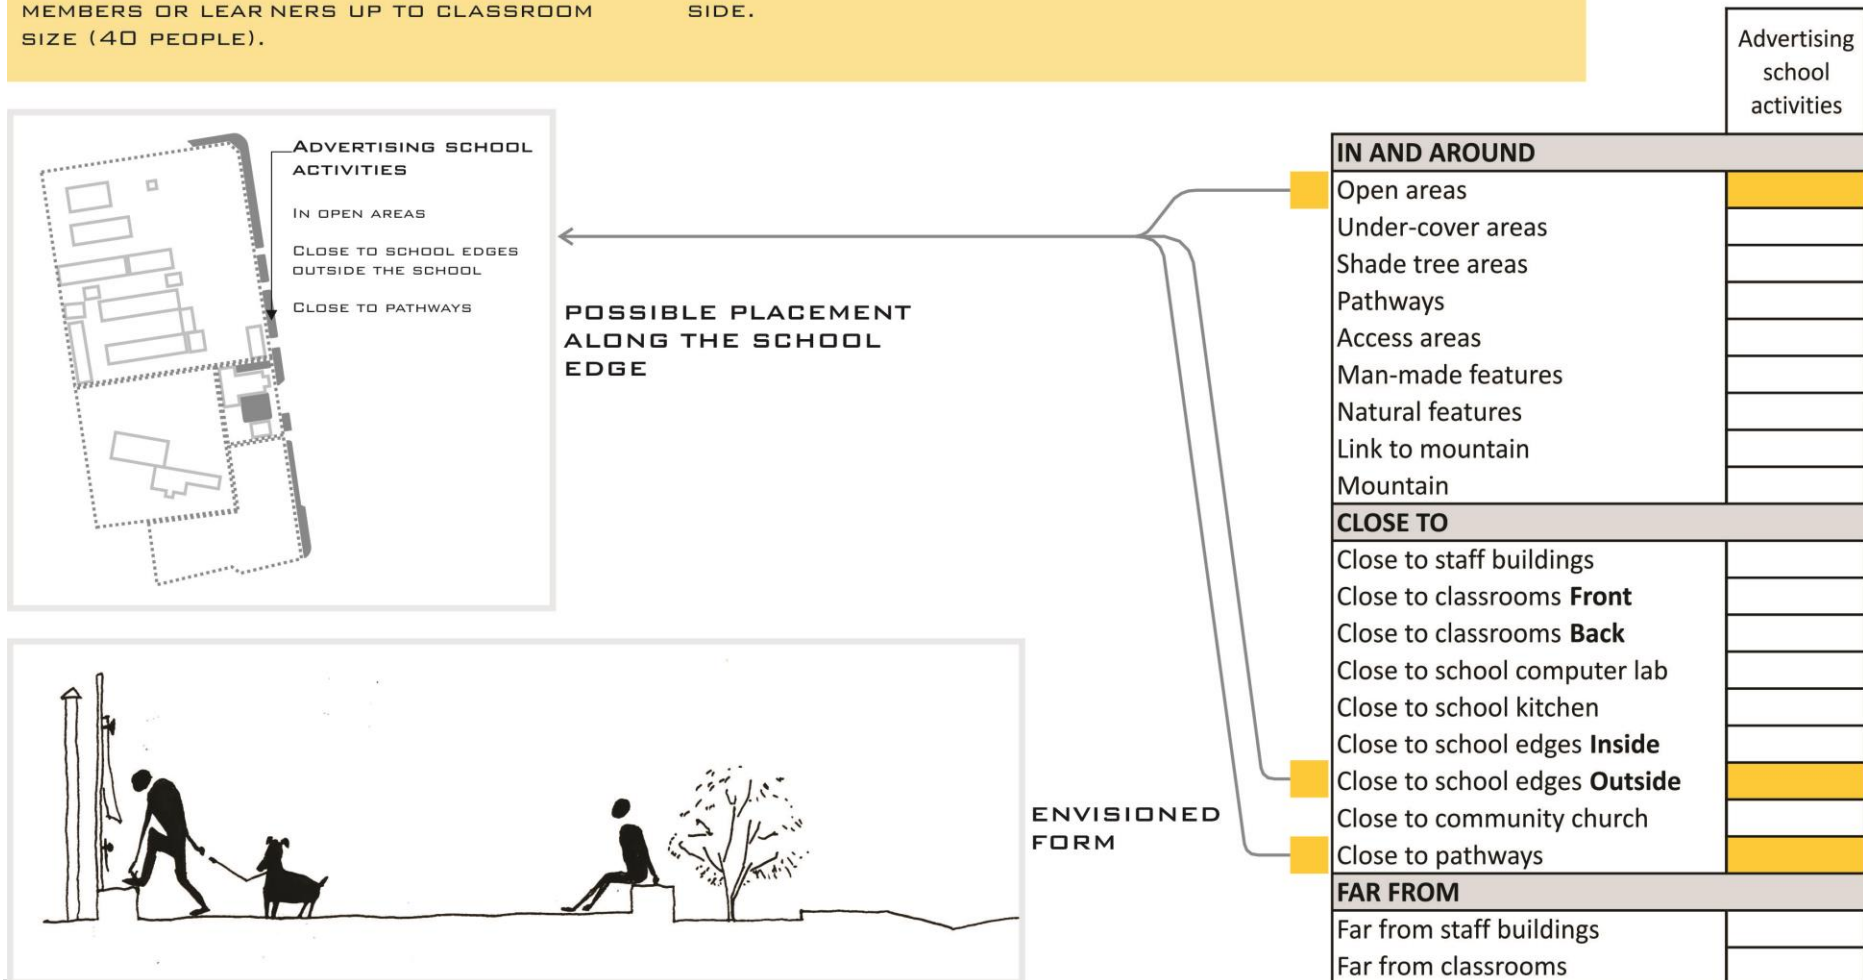 MEMBERS OR LEARNERS UP TO CLASSROOM
SIZE (40 PEOPLE).
SIDE.
ADVERTISING SCHOOL
ACTIVITIES
IN OPEN AREAS
CLOSE TO SCHOOL EDGES
OUTSIDE THE SCHOOL
CLOSE TO PATHWAYS
POSSIBLE PLACEMENT
ALONG THE SCHOOL
EDGE
ENVISIONED
FORM
Advertising
school
activities
IN AND AROUND
Open areas
Under-cover areas
Shade tree areas
Pathways
Access areas
Man-made features
Natural features
Link to mountain
Mountain
CLOSE TO
Close to staff buildings
Close to classrooms Front
Close to classrooms Back
Close to school computer lab
Close to school kitchen
Close to school edges Inside
Close to school edges Outside
Close to community church
Close to pathways
FAR FROM
Far from staff buildings
Far from classrooms